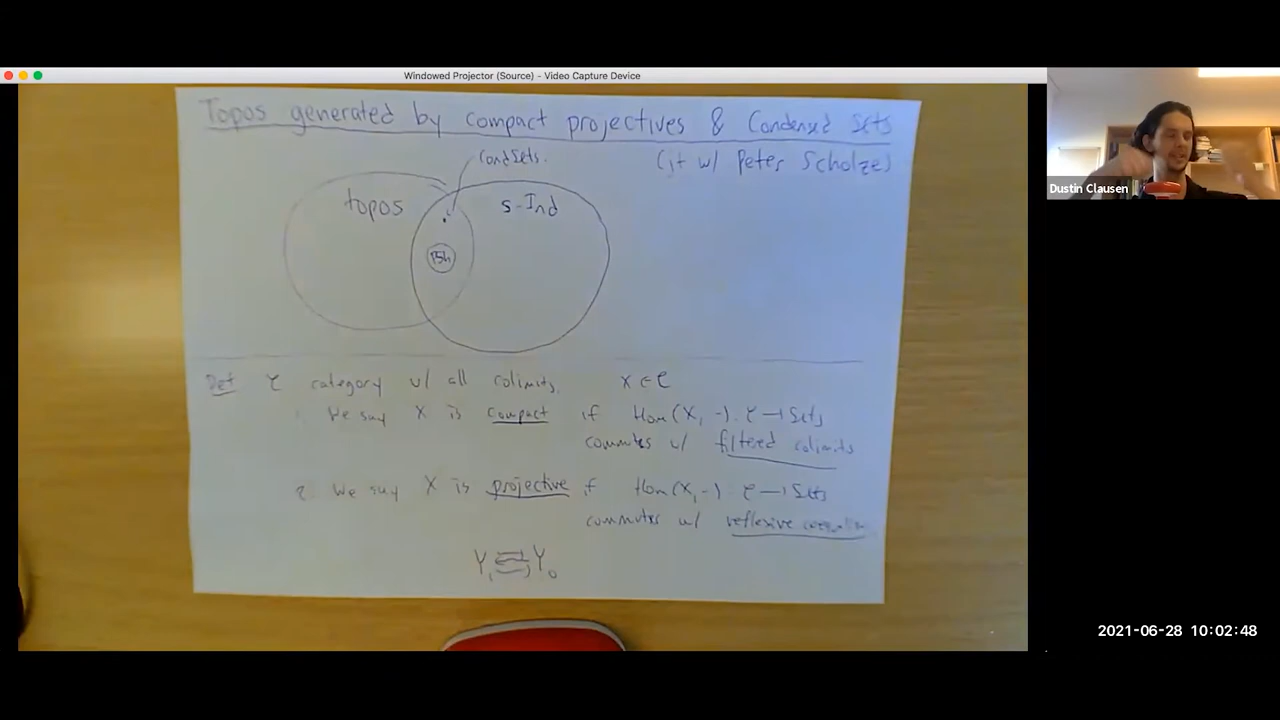 Windowed Projector (Source) - Video Capture Device
Topos generated by compact projectives & Condensed Sets
CondSets.
(jt w/ Peter Scholze)
topos
s-Ind
PSh
Dustin Clausen
Def C category w/ all colimits. X ∈ C
1. We say X is compact if Hom(X, -): C → Sets
commutes w/ filtered colimits
2. We say X is projective if Hom(X, -): C → Sets
commutes w/ reflexive
Y₁ Y₀
2021-06-28 10:02:48